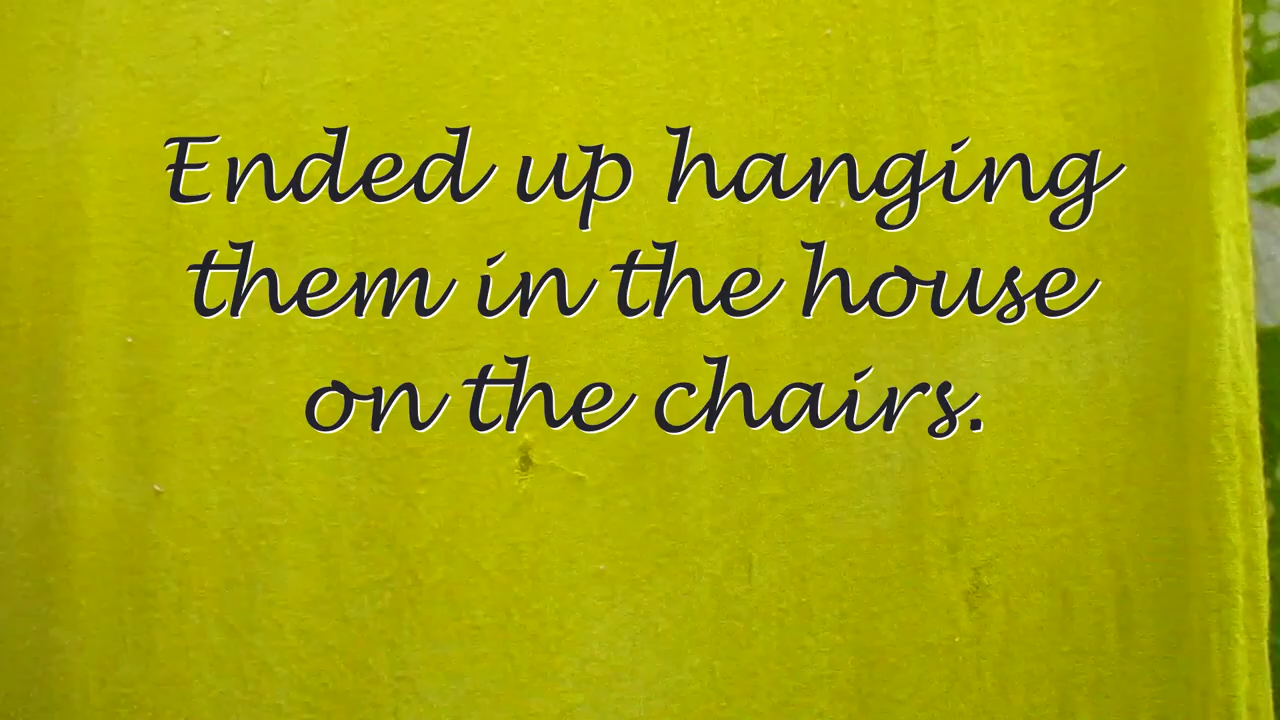 Ended up hanging
them in the house
on the chairs.